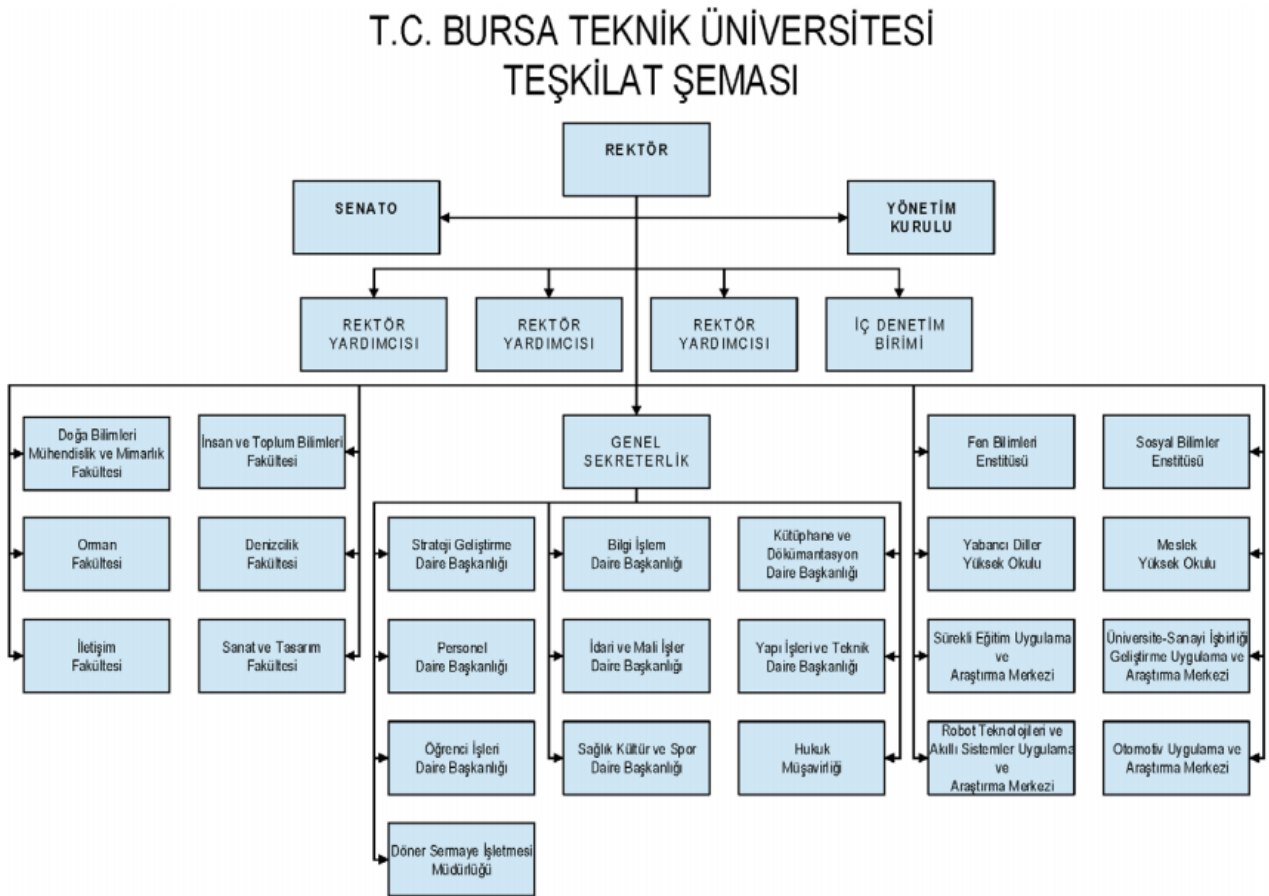 T.C. BURSA TEKNİK ÜNİVERSİTESİ
TEŞKİLAT ŞEMASI
REKTÖR
SENATO
YÖNETİM
KURULU
REKTÖR
YARDIMCISI
REKTÖR
YARDIMCISI
REKTÖR
YARDIMCISI
İÇ DENETİM
BİRİMİ
Doğa Bilimleri
Mühendislik ve Mimarlık
Fakültesi
İnsan ve Toplum Bilimleri
Fakültesi
GENEL
SEKRETERLİK
Fen Bilimleri
Enstitüsü
Sosyal Bilimler
Enstitüsü
Orman
Fakültesi
Denizcilik
Fakültesi
Strateji Geliştirme
Daire Başkanlığı
Bilgi İşlem
Daire Başkanlığı
Kütüphane ve
Dökümantasyon
Daire Başkanlığı
Yabancı Diller
Yüksek Okulu
Meslek
Yüksek Okulu
İletişim
Fakültesi
Sanat ve Tasarım
Fakültesi
Personel
Daire Başkanlığı
İdari ve Mali İşler
Daire Başkanlığı
Yapı İşleri ve Teknik
Daire Başkanlığı
Sürekli Eğitim Uygulama
ve
Araştırma Merkezi
Üniversite-Sanayi İşbirliği
Geliştirme Uygulama ve
Araştırma Merkezi
Öğrenci İşleri
Daire Başkanlığı
Sağlık Kültür ve Spor
Daire Başkanlığı
Hukuk
Müşavirliği
Robot Teknolojileri ve
Akıllı Sistemler Uygulama
ve
Araştırma Merkezi
Otomotiv Uygulama ve
Araştırma Merkezi
Döner Sermaye İşletmesi
Müdürlüğü